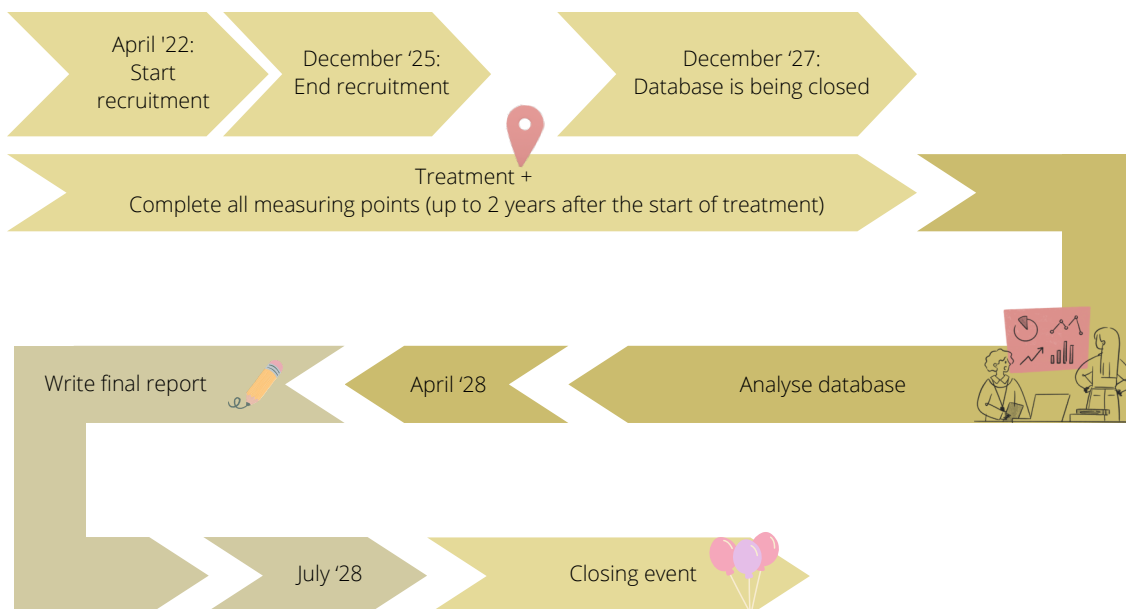 April '22:
Start
recruitment
December ‘25:
End recruitment
December ‘27:
Database is being closed
Treatment +
Complete all measuring points (up to 2 years after the start of treatment)
Analyse database
April ‘28
Write final report
July ‘28
Closing event